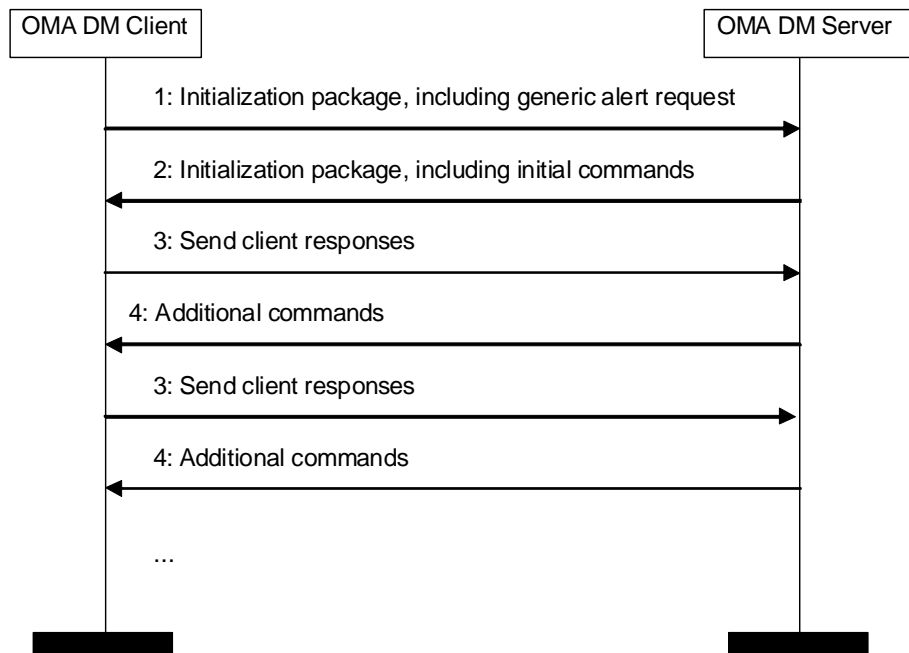 OMA DM Client
OMA DM Server
1: Initialization package, including generic alert request
2: Initialization package, including initial commands
3: Send client responses
4: Additional commands
3: Send client responses
4: Additional commands
...